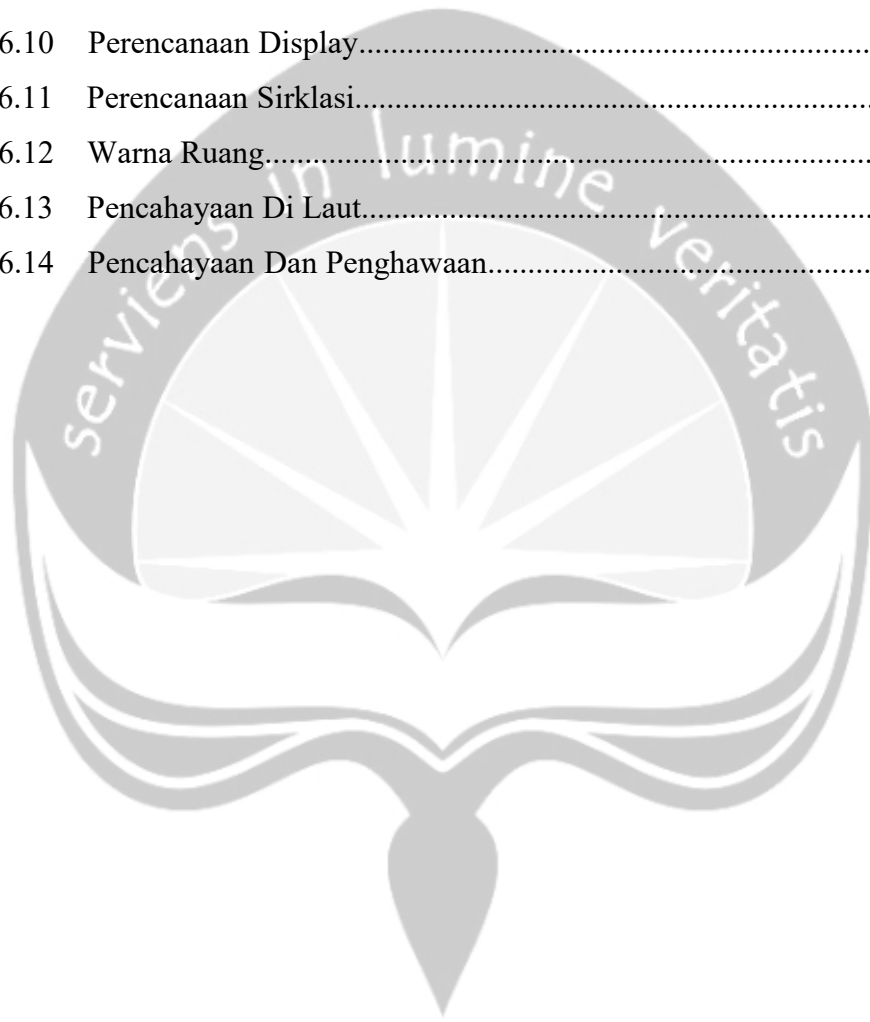 6.10 Perencanaan Display....................................................................
6.11 Perencanaan Sirklasi....................................................................
6.12 Warna Ruang....................................................................
6.13 Pencahayaan Di Laut....................................................................
6.14 Pencahayaan Dan Penghawaan....................................................................
serviens in lumine veritatis